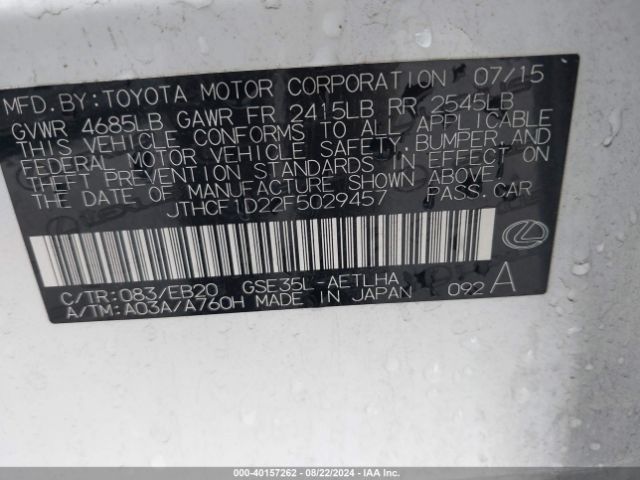 MFD.BY:TOYOTA MOTOR CORPORATION 07/15
GVWR 4685LB GAWR FR 2415LB RR 2545LB
THIS VEHICLE CONFORMS TO ALL APPLICABLE
FEDERAL MOTOR VEHICLE SAFETY,BUMPER,AND
THEFT PREVENTION STANDARDS IN EFFECT ON
THE DATE OF MANUFACTURE SHOWN ABOVE.
JTHCF1D22F5029457 PASS.CAR
C/TR:083/EB20 GSE35L-AETLHA
A/TM:A03A/A760H MADE IN JAPAN 092 A
000-40157262 - 08/22/2024 - IAA Inc.